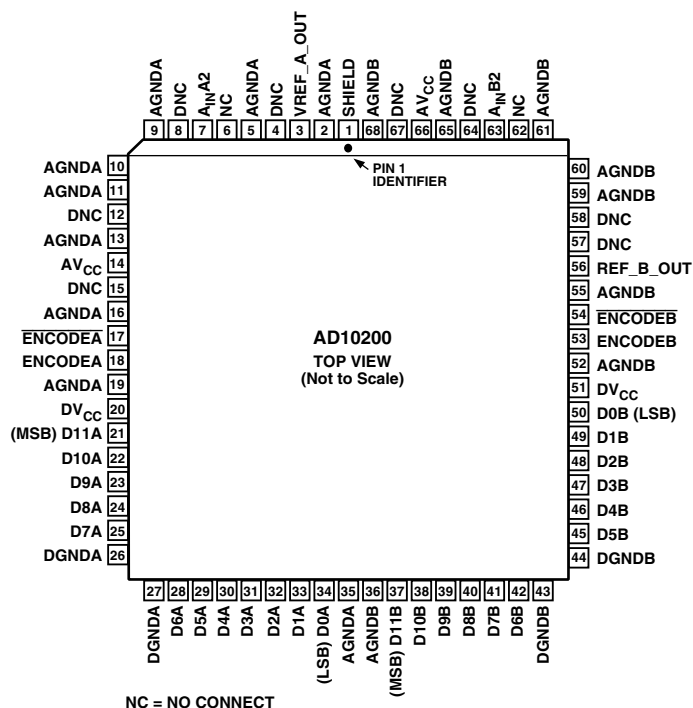 AGNDA
DNC
AINA2
NC
AGNDA
DNC
VREF_A_OUT
AGNDA
SHIELD
AGNDB
DNC
AVCC
AGNDB
DNC
AINB2
NC
AGNDB
9 8 7 6 5 4 3 2 1 68 67 66 65 64 63 62 61
PIN 1
IDENTIFIER
AGNDA 10
AGNDA 11
DNC 12
AGNDA 13
AVCC 14
DNC 15
AGNDA 16
ENCODEA 17
ENCODEA 18
AGNDA 19
DVCC 20
(MSB) D11A 21
D10A 22
D9A 23
D8A 24
D7A 25
DGNDA 26
AD10200
TOP VIEW
(Not to Scale)
60 AGNDB
59 AGNDB
58 DNC
57 DNC
56 REF_B_OUT
55 AGNDB
54 ENCODEB
53 ENCODEB
52 AGNDB
51 DVCC
50 D0B (LSB)
49 D1B
48 D2B
47 D3B
46 D4B
45 D5B
44 DGNDB
27 28 29 30 31 32 33 34 35 36 37 38 39 40 41 42 43
DGNDA
D6A
D5A
D4A
D3A
D2A
D1A
(LSB) D0A
AGNDA
AGNDB
(MSB) D11B
D10B
D9B
D8B
D7B
D6B
DGNDB
NC = NO CONNECT